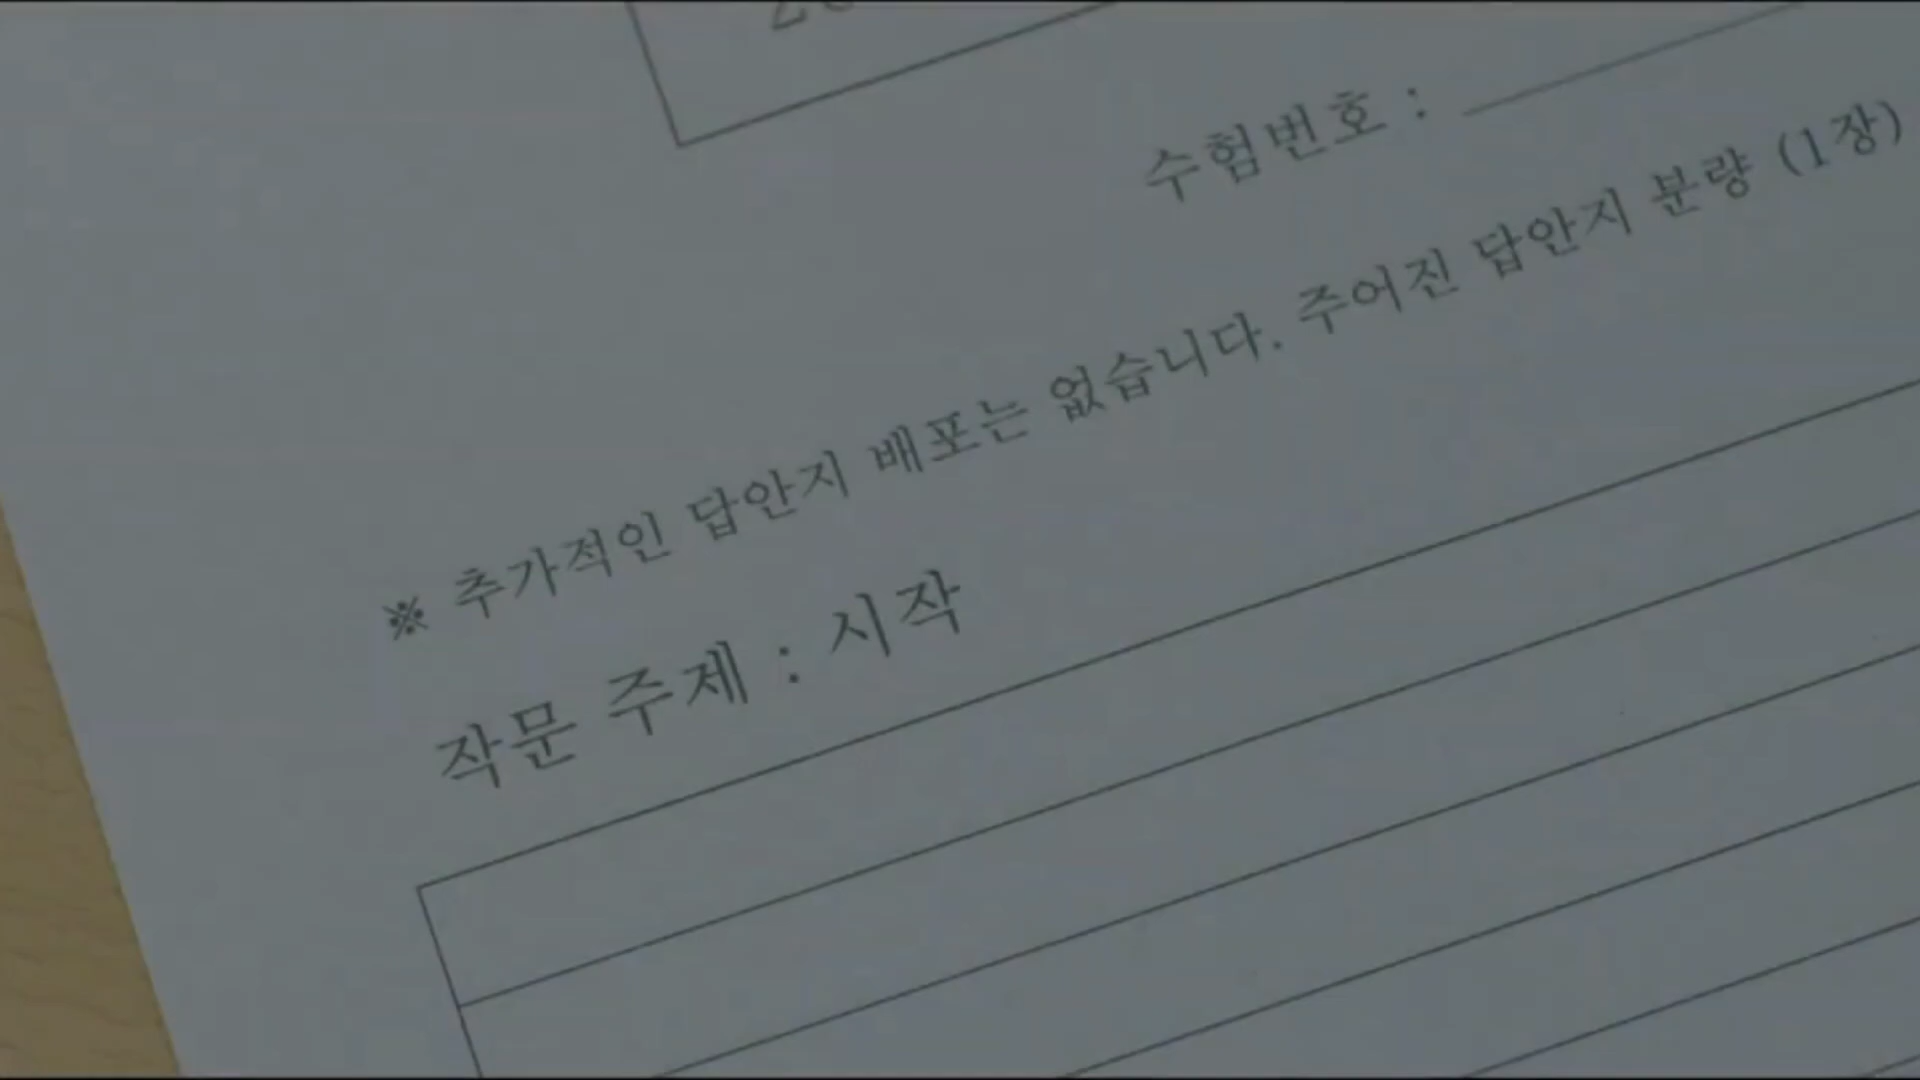 수험번호 :
※ 추가적인 답안지 배포는 없습니다. 주어진 답안지 분량 (1장)
작문 주제 : 시작